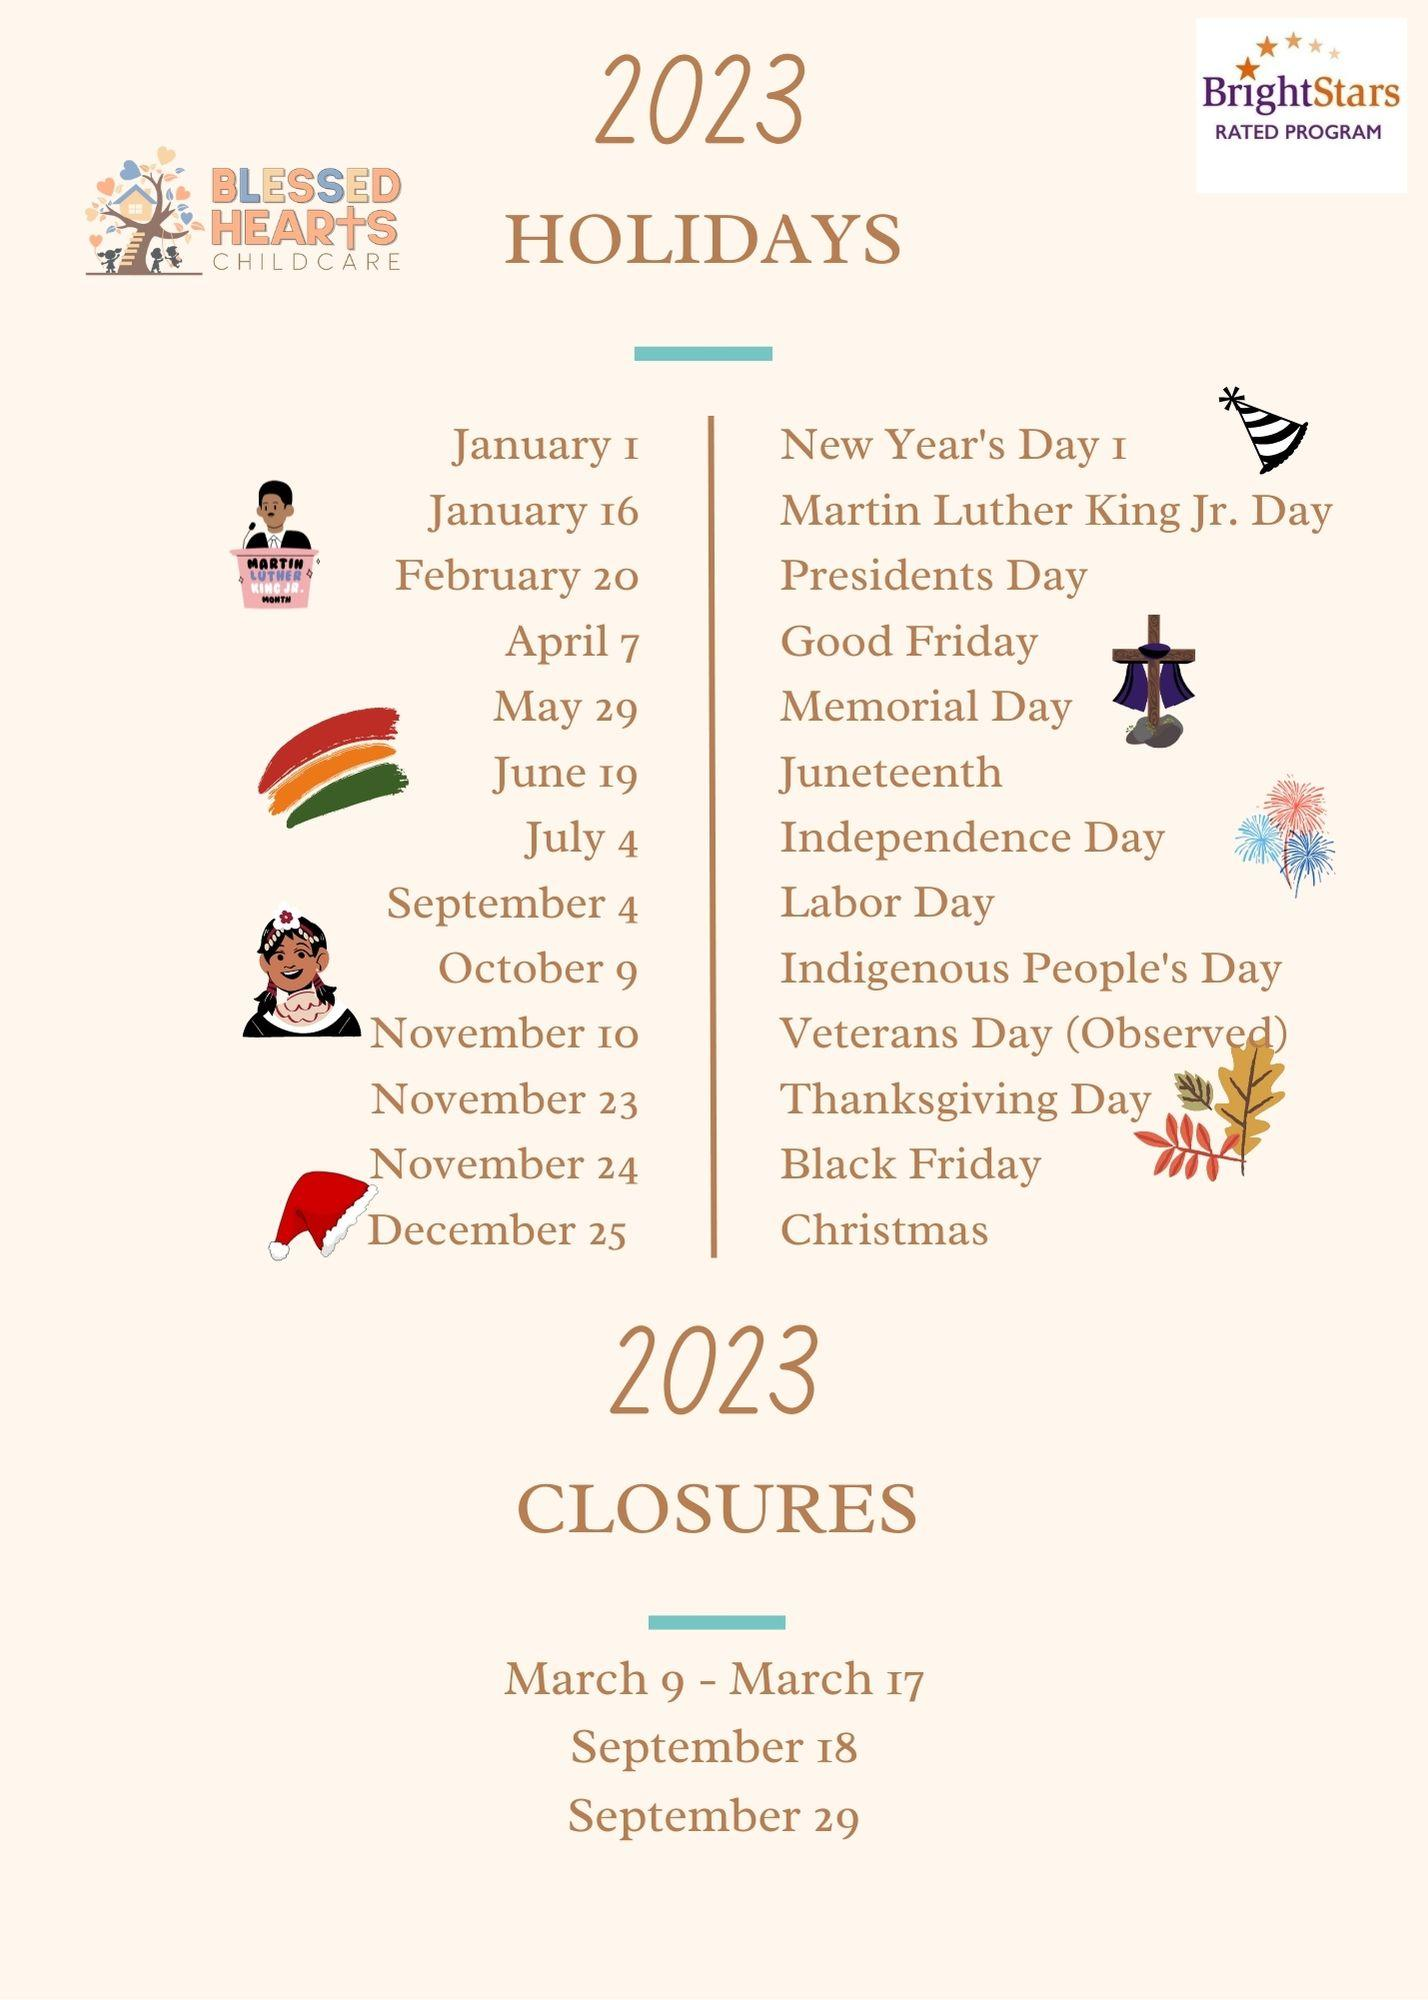 2023
BrightStars
RATED PROGRAM
BLESSED
HEARTS
CHILDCARE
HOLIDAYS
January 1 New Year's Day 1
January 16 Martin Luther King Jr. Day
MARTIN
LUTHER
KING JR.
MONTH
February 20 Presidents Day
April 7 Good Friday
May 29 Memorial Day
June 19 Juneteenth
July 4 Independence Day
September 4 Labor Day
October 9 Indigenous People's Day
November 10 Veterans Day (Observed)
November 23 Thanksgiving Day
November 24 Black Friday
December 25 Christmas
2023
CLOSURES
March 9 - March 17
September 18
September 29